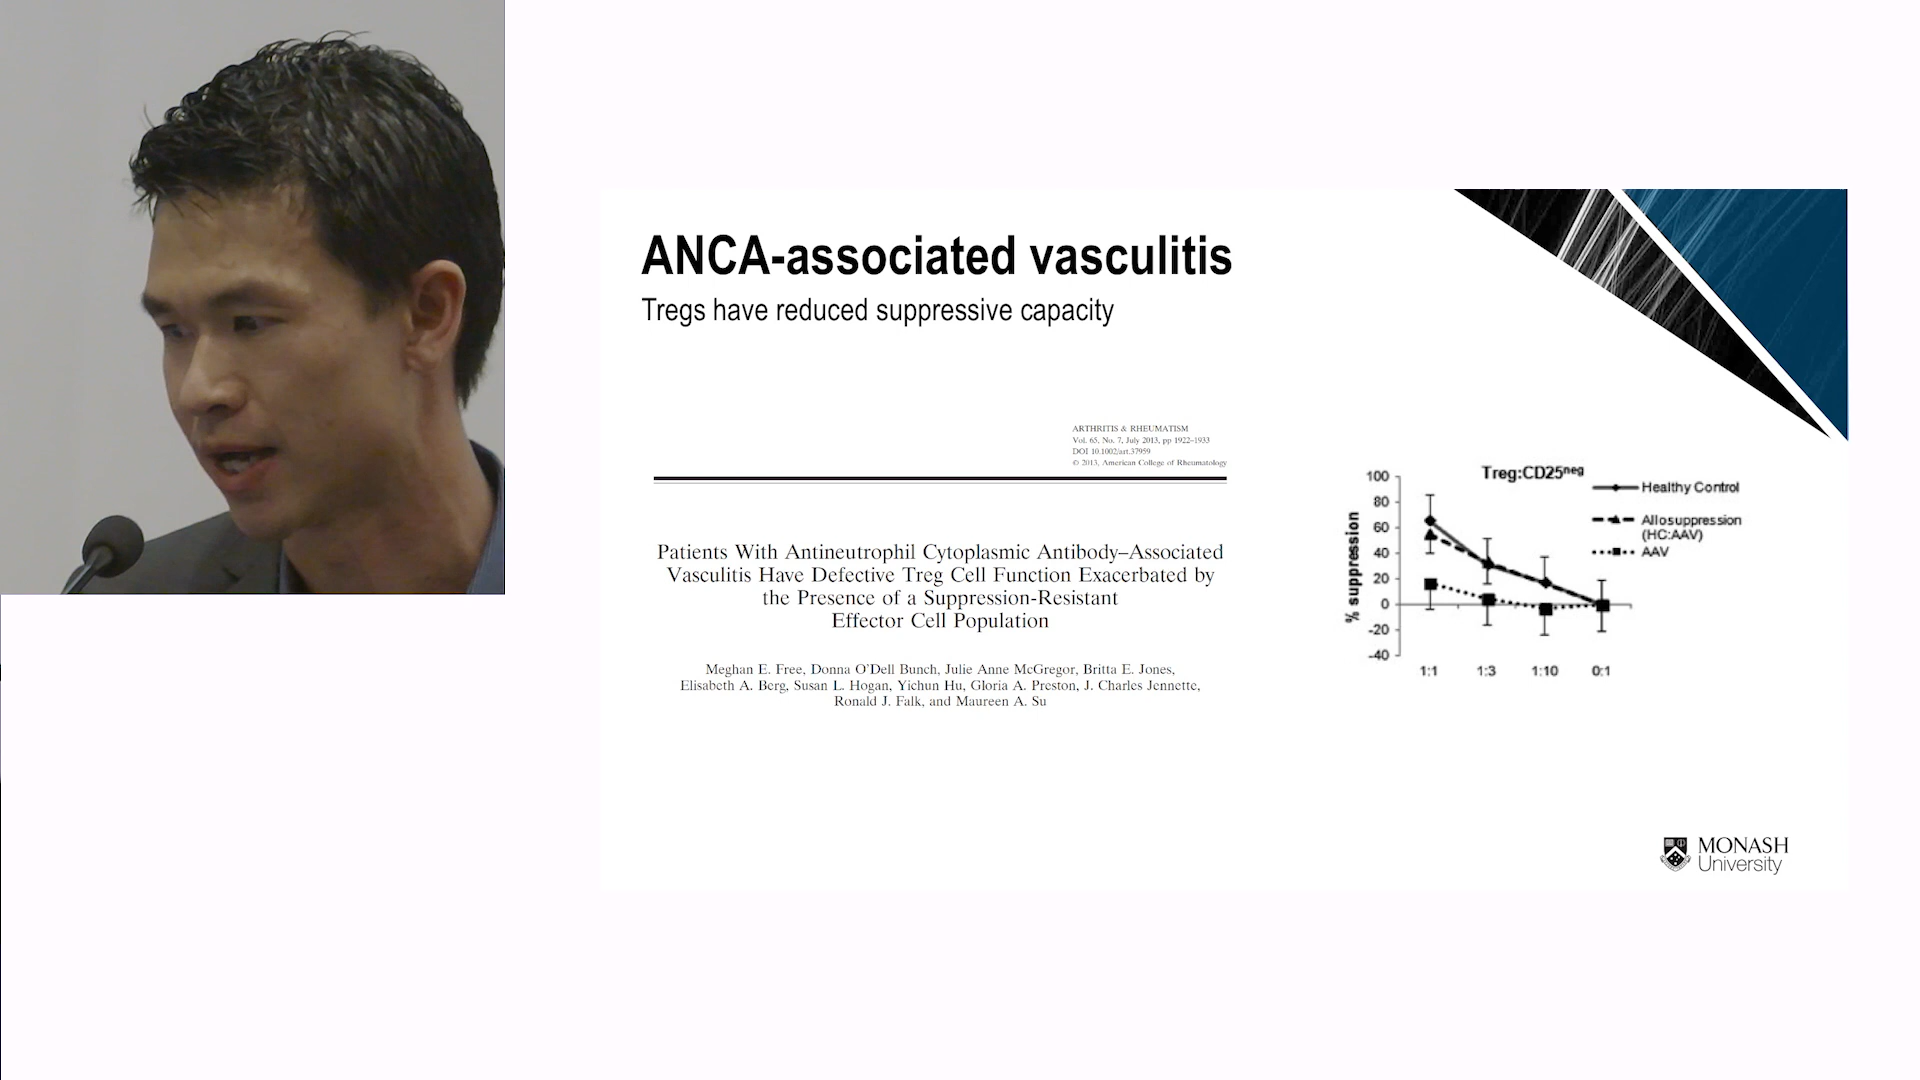 ANCA-associated vasculitis
Tregs have reduced suppressive capacity
ARTHRITIS & RHEUMATISM
Vol. 65, No. 7, July 2013, pp 1922–1933
DOI 10.1002/art.37959
© 2013, American College of Rheumatology
Patients With Antineutrophil Cytoplasmic Antibody–Associated
Vasculitis Have Defective Treg Cell Function Exacerbated by
the Presence of a Suppression-Resistant
Effector Cell Population
Meghan E. Free, Donna O'Dell Bunch, Julie Anne McGregor, Britta E. Jones,
Elisabeth A. Berg, Susan L. Hogan, Yichun Hu, Gloria A. Preston, J. Charles Jennette,
Ronald J. Falk, and Maureen A. Su
Treg:CD25neg
% suppression
100
80
60
40
20
0
-20
-40
1:1 1:3 1:10 0:1
Healthy Control
Allosuppression
(HC:AAV)
AAV
MONASH
University